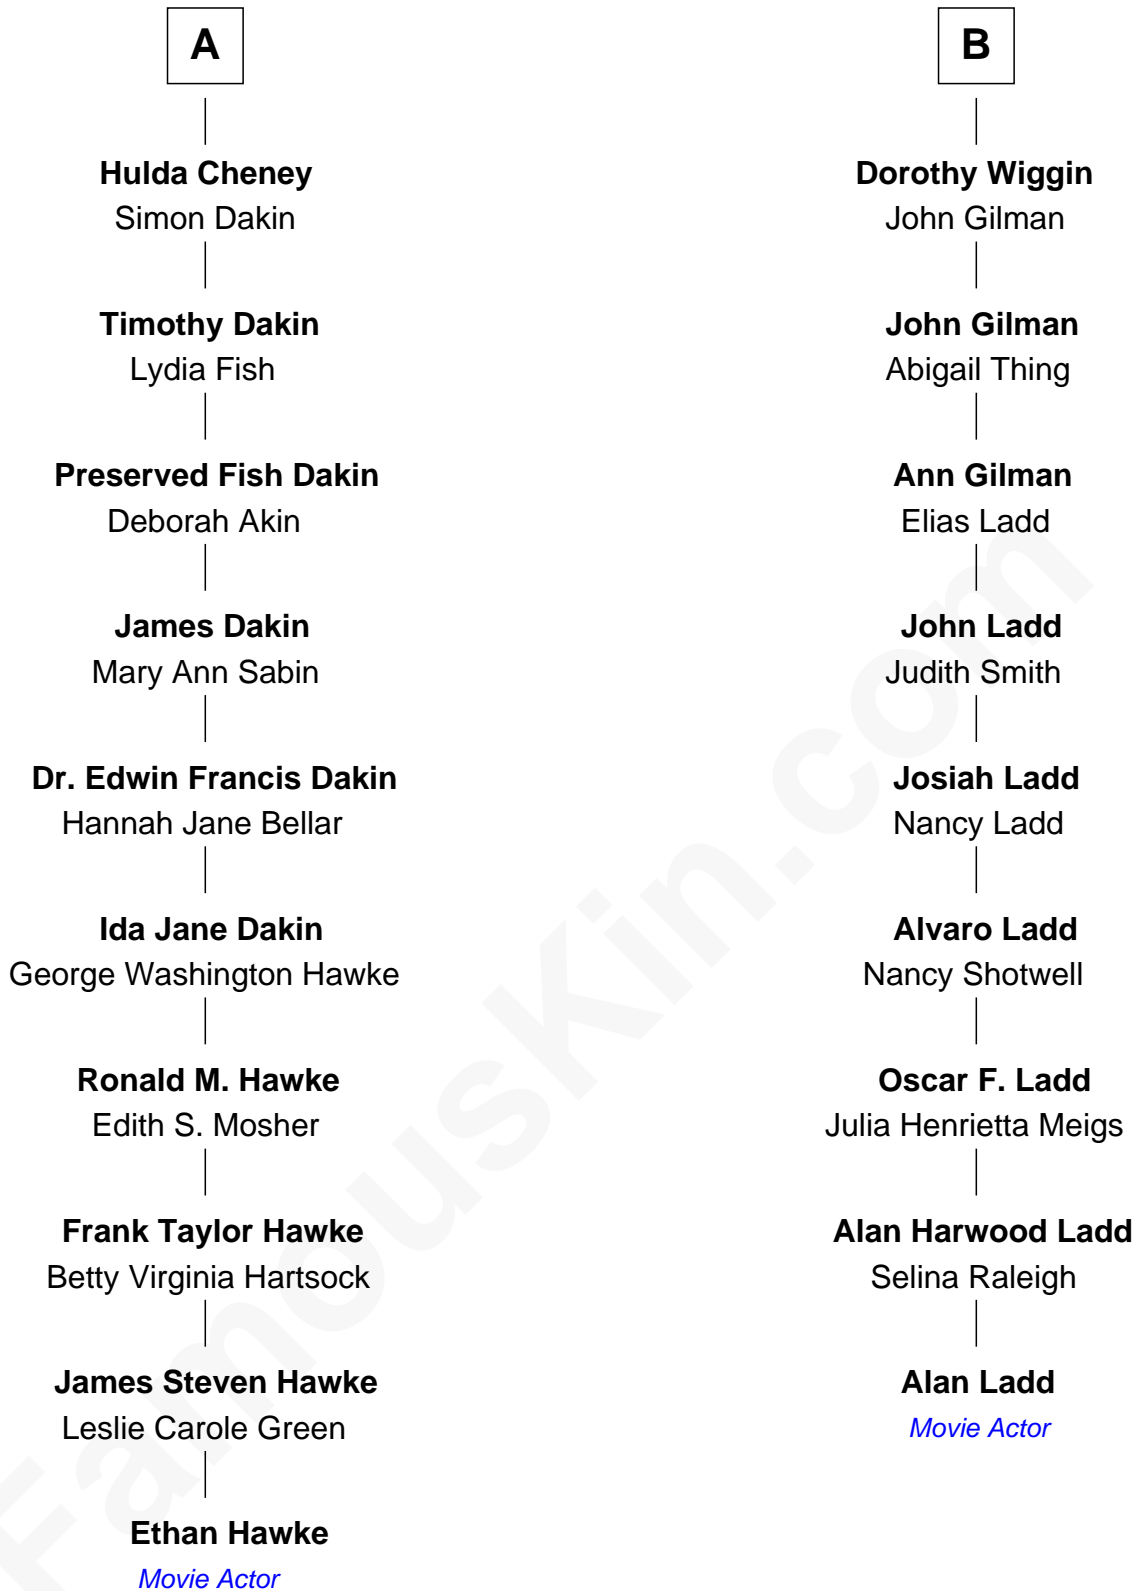 A
Hulda Cheney
Simon Dakin
Timothy Dakin
Lydia Fish
Preserved Fish Dakin
Deborah Akin
James Dakin
Mary Ann Sabin
Dr. Edwin Francis Dakin
Hannah Jane Bellar
Ida Jane Dakin
George Washington Hawke
Ronald M. Hawke
Edith S. Mosher
Frank Taylor Hawke
Betty Virginia Hartsock
James Steven Hawke
Leslie Carole Green
Ethan Hawke
Movie Actor
B
Dorothy Wiggin
John Gilman
John Gilman
Abigail Thing
Ann Gilman
Elias Ladd
John Ladd
Judith Smith
Josiah Ladd
Nancy Ladd
Alvaro Ladd
Nancy Shotwell
Oscar F. Ladd
Julia Henrietta Meigs
Alan Harwood Ladd
Selina Raleigh
Alan Ladd
Movie Actor
FamousKin.com